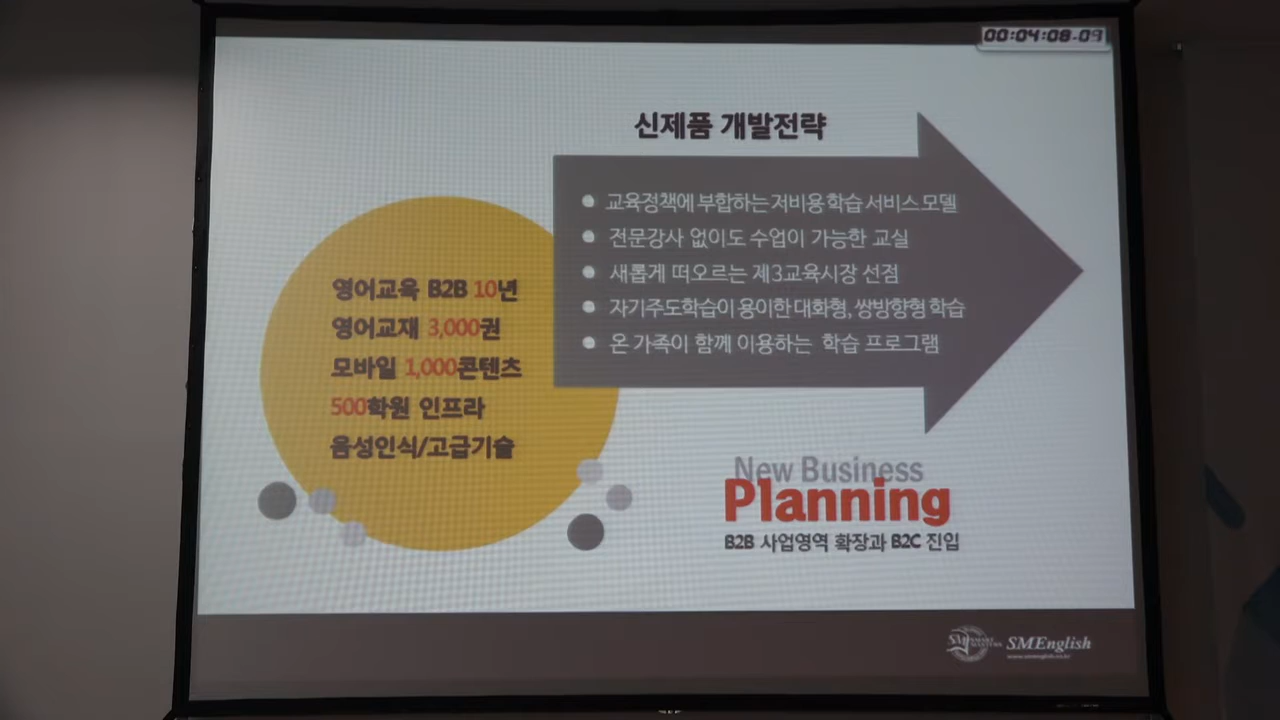 00:04:08-09
신제품 개발전략
교육정책에 부합하는 저비용 학습 서비스 모델
전문강사 없이도 수업이 가능한 교실
새롭게 떠오르는 제3교육시장 선점
자기주도학습이 용이한 대화형, 쌍방향형 학습
온 가족이 함께 이용하는 학습 프로그램
영어교육 B2B 10년
영어교재 3,000권
모바일 1,000콘텐츠
500학원 인프라
음성인식/고급기술
New Business
Planning
B2B 사업영역 확장과 B2C 진입
SMEnglish